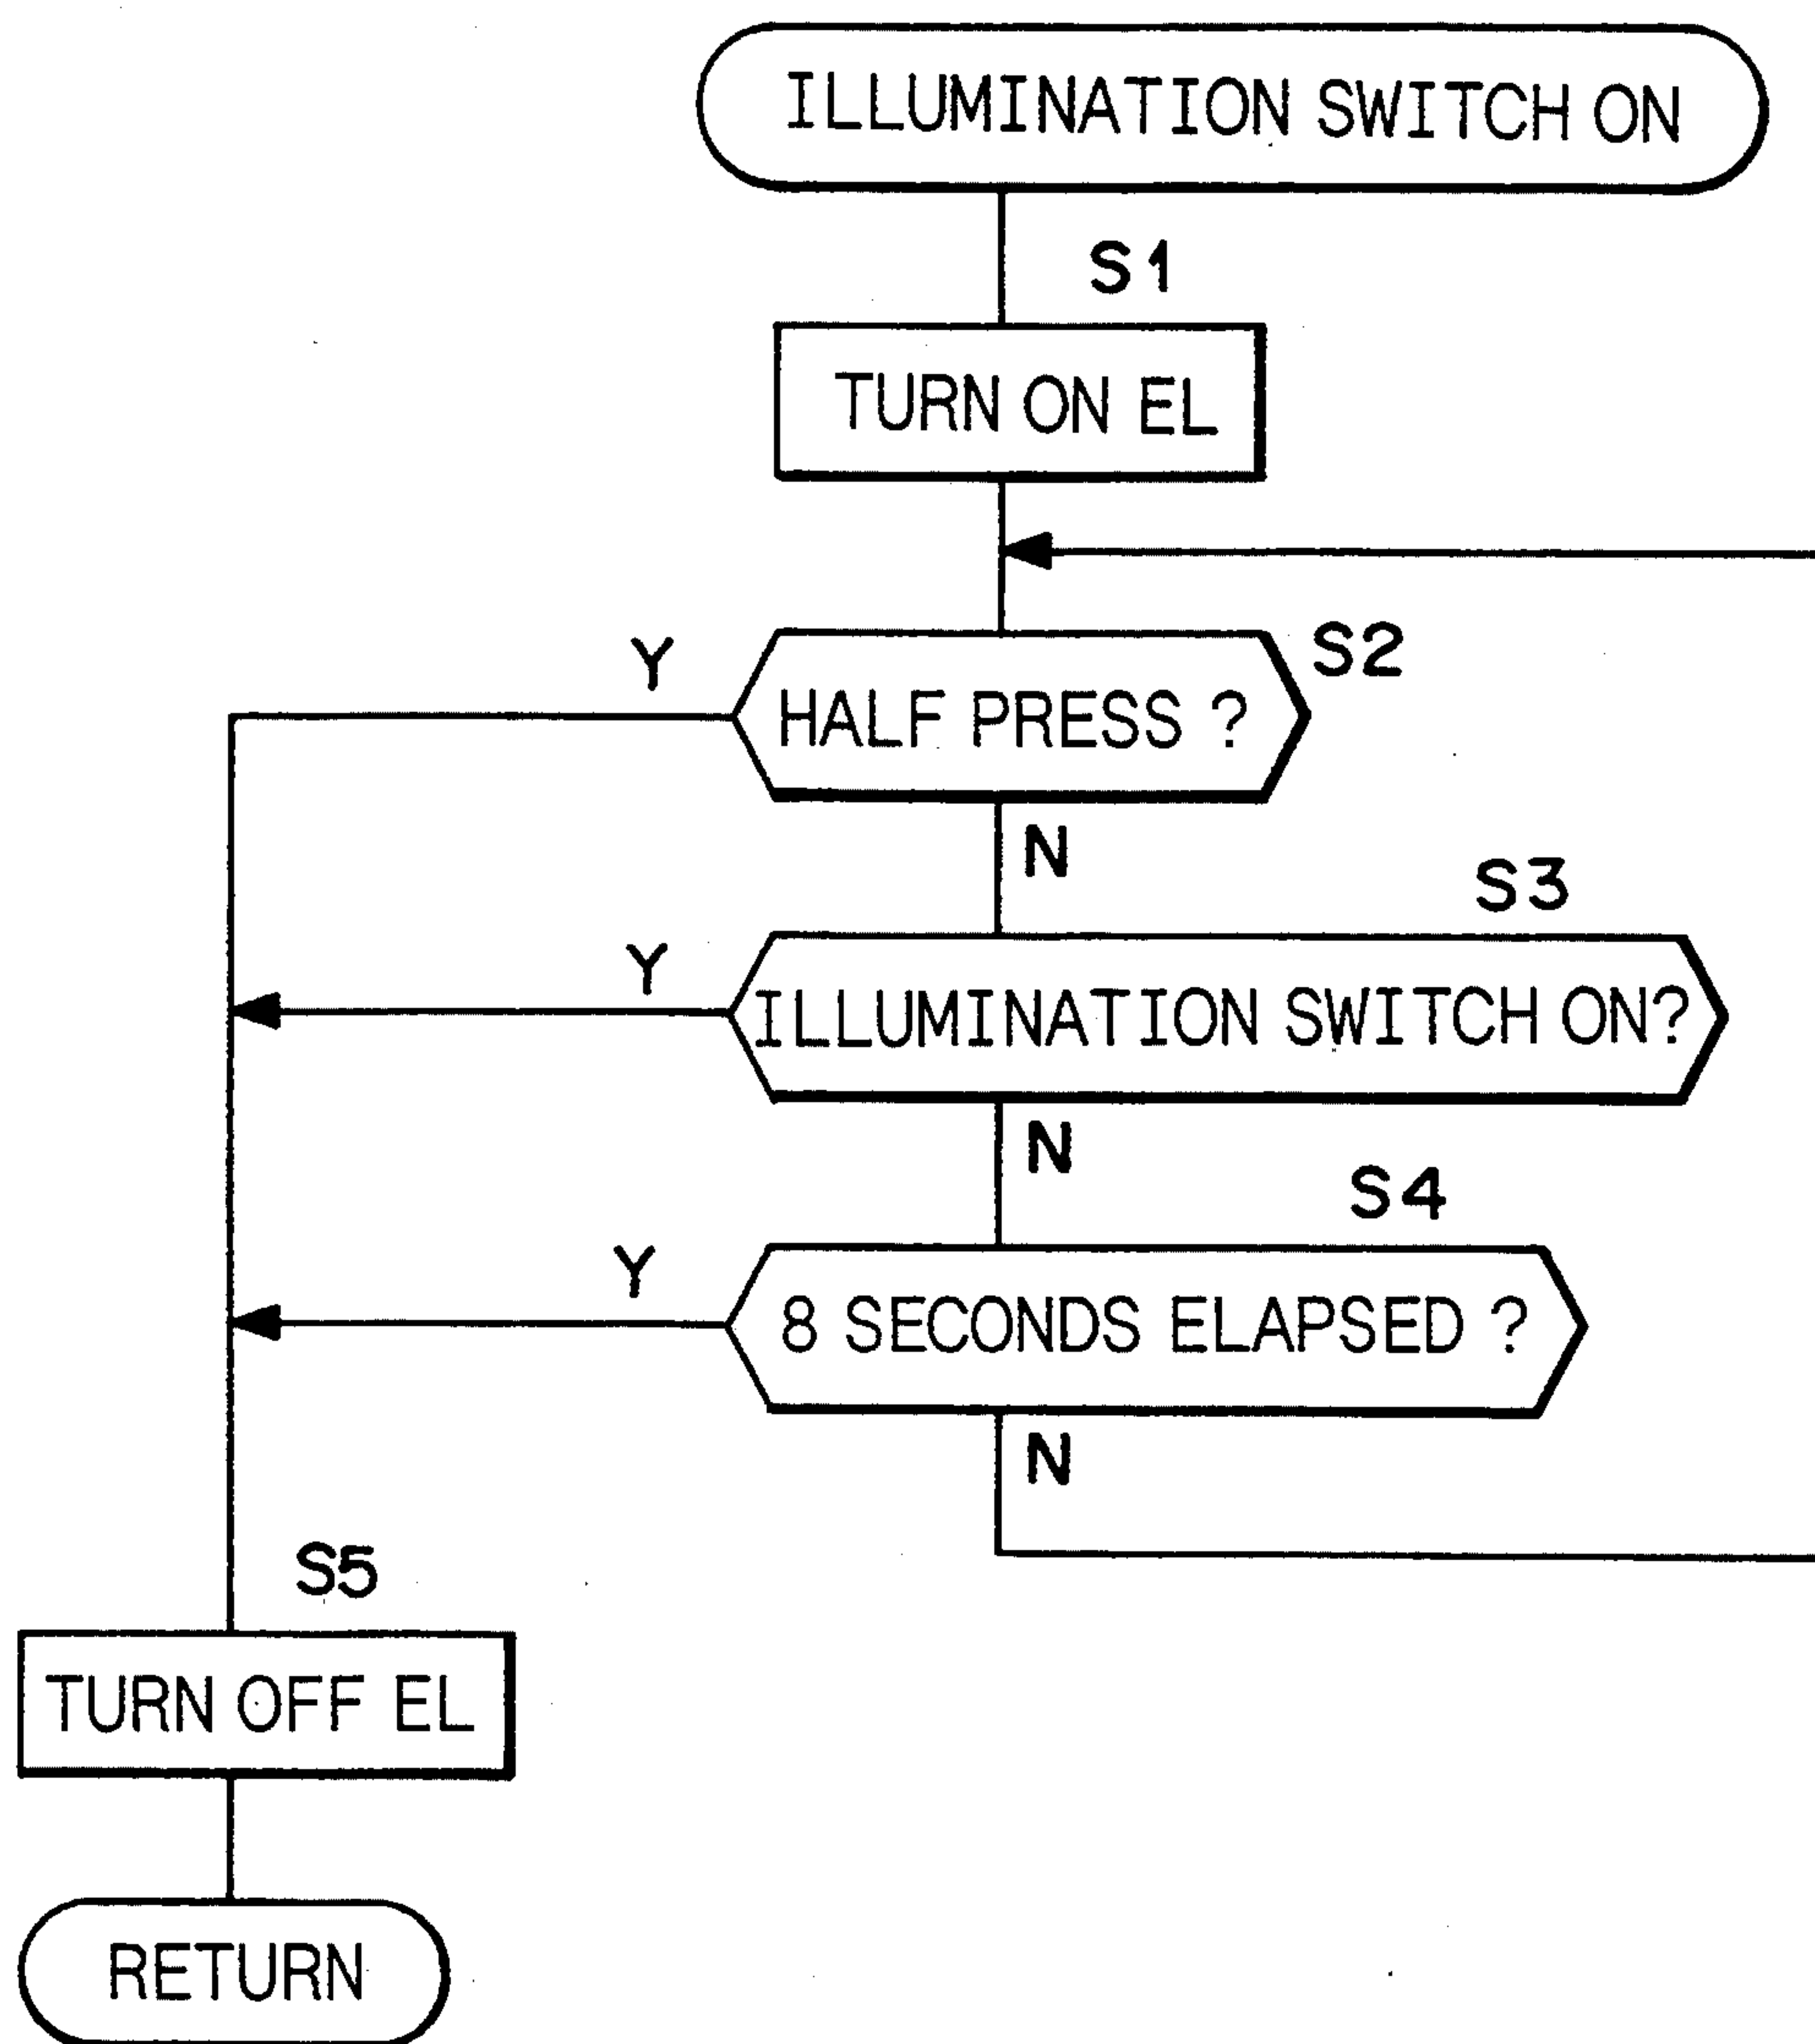 ILLUMINATION SWITCH ON
S1
TURN ON EL
Y
S2
HALF PRESS ?
N
S3
Y
ILLUMINATION SWITCH ON?
N
S4
Y
8 SECONDS ELAPSED ?
N
S5
TURN OFF EL
RETURN